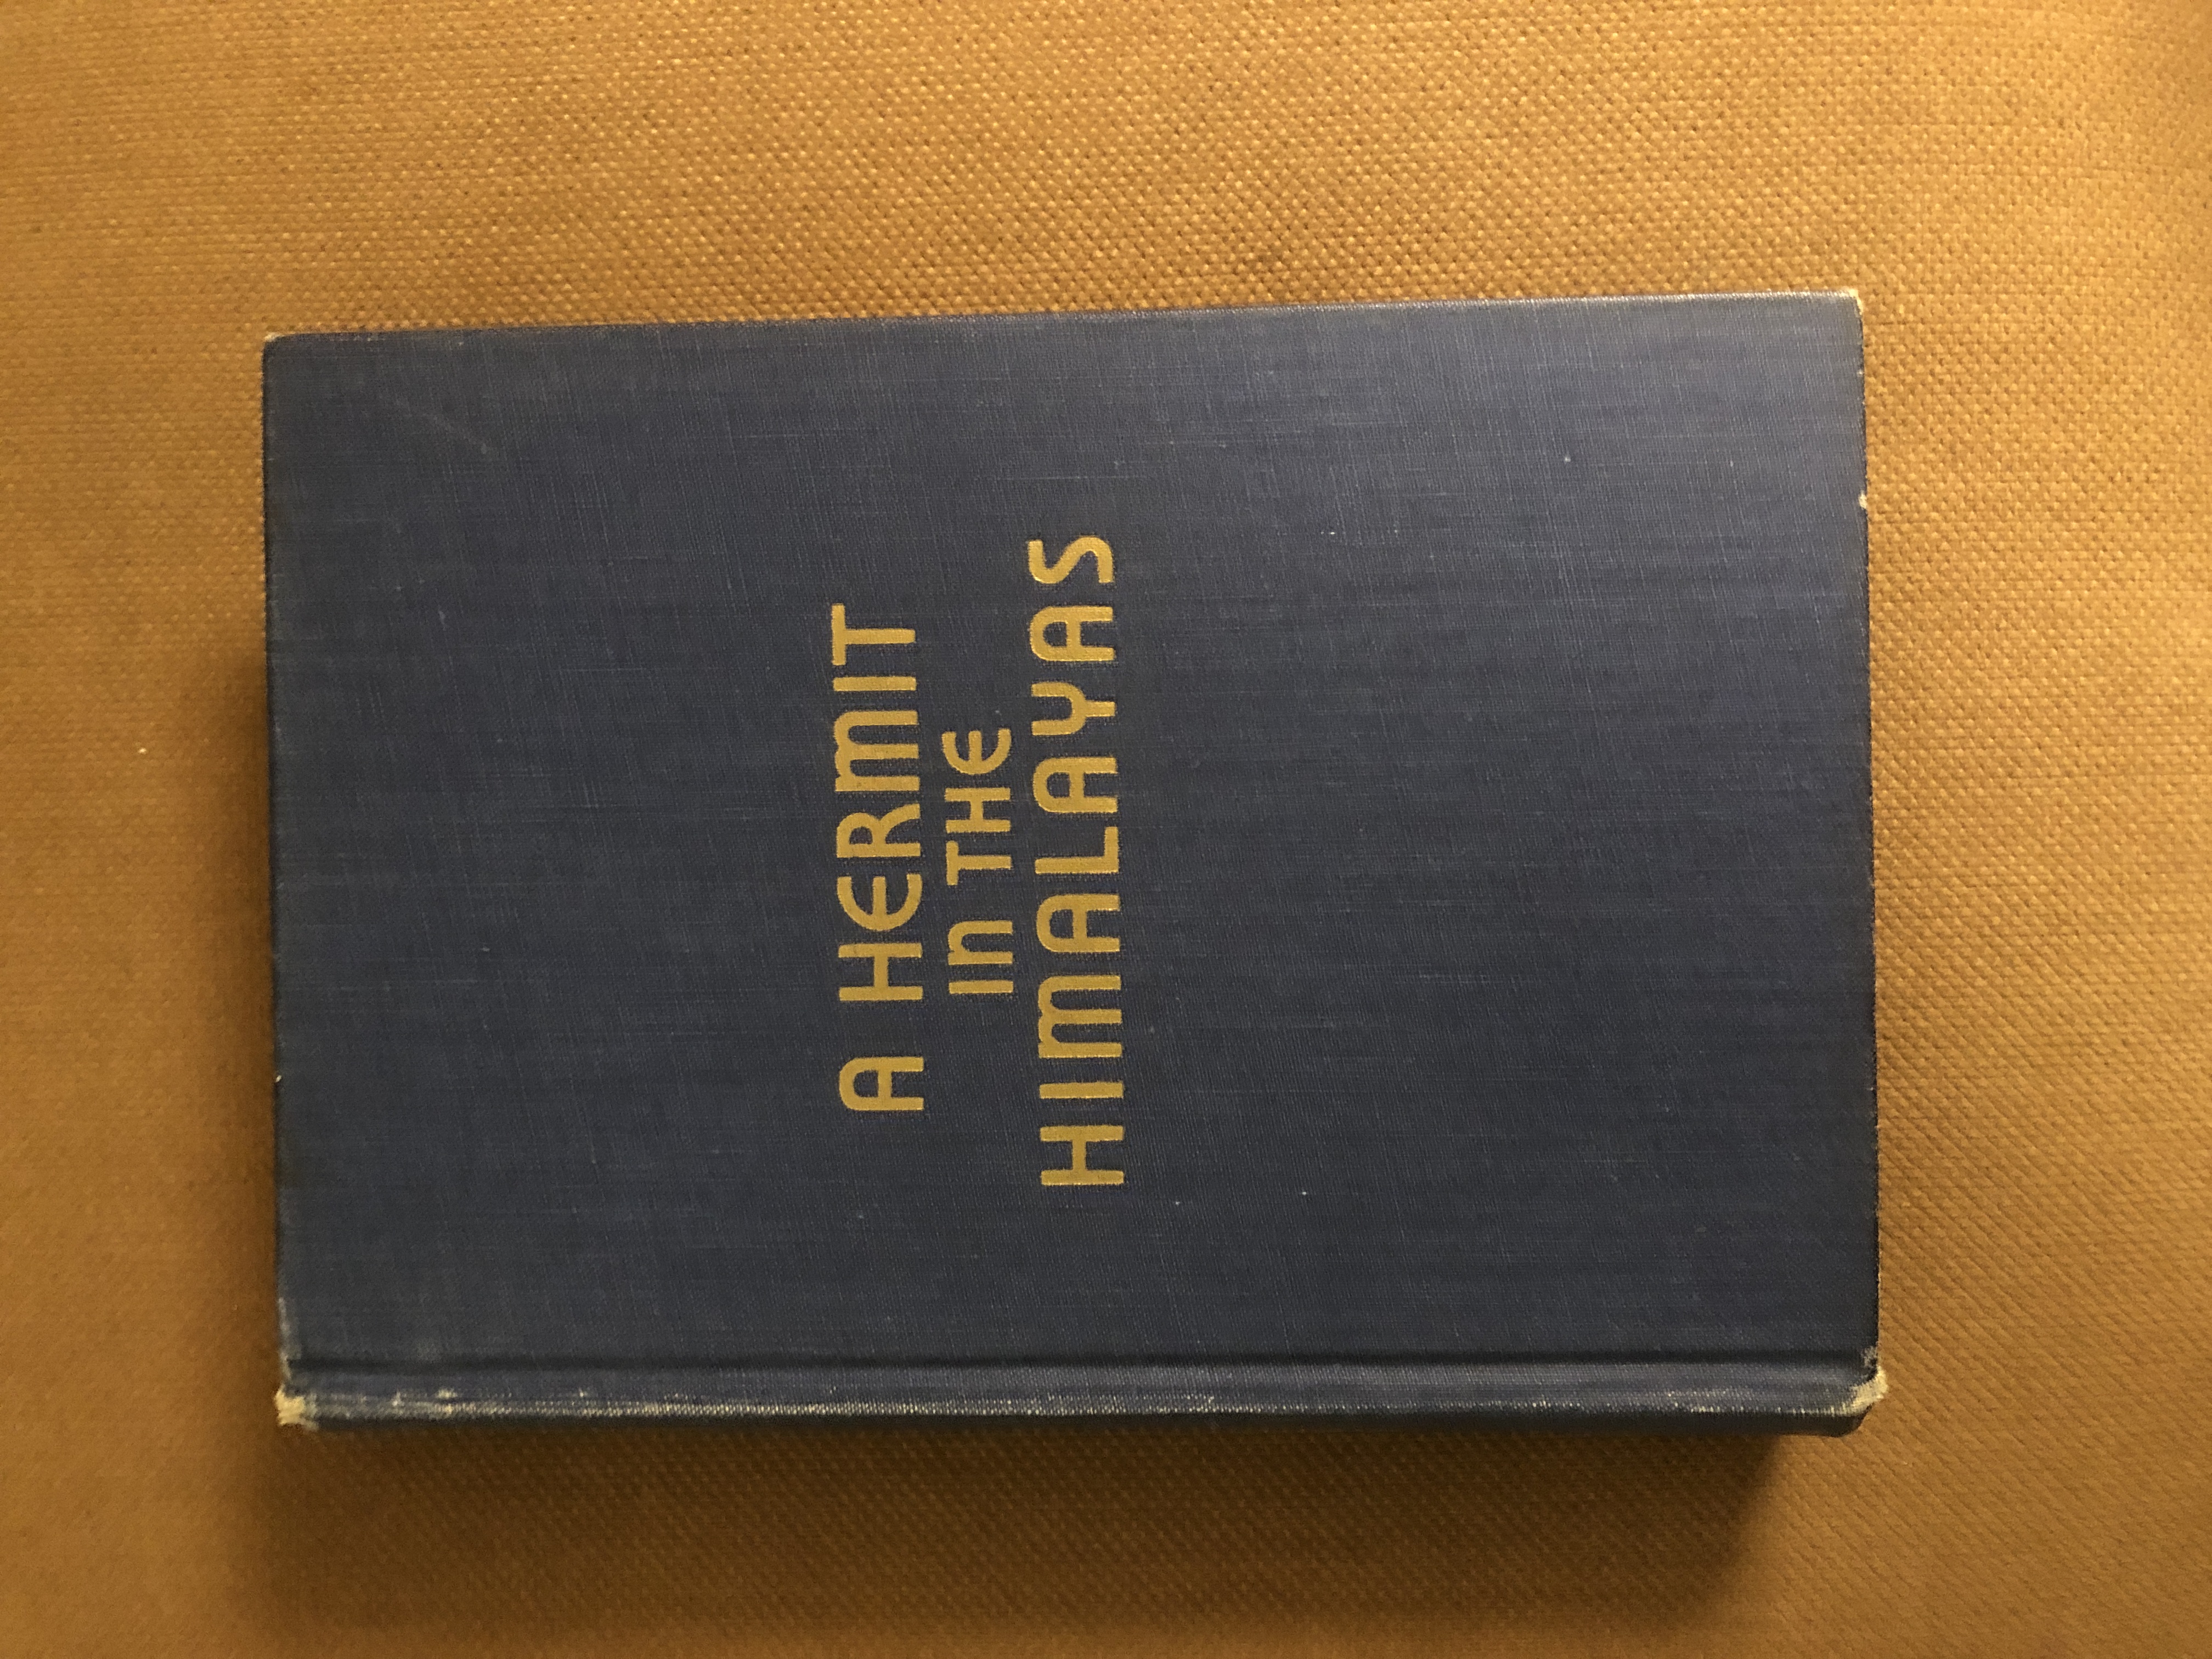 A HERMIT
IN THE
HIMALAYAS